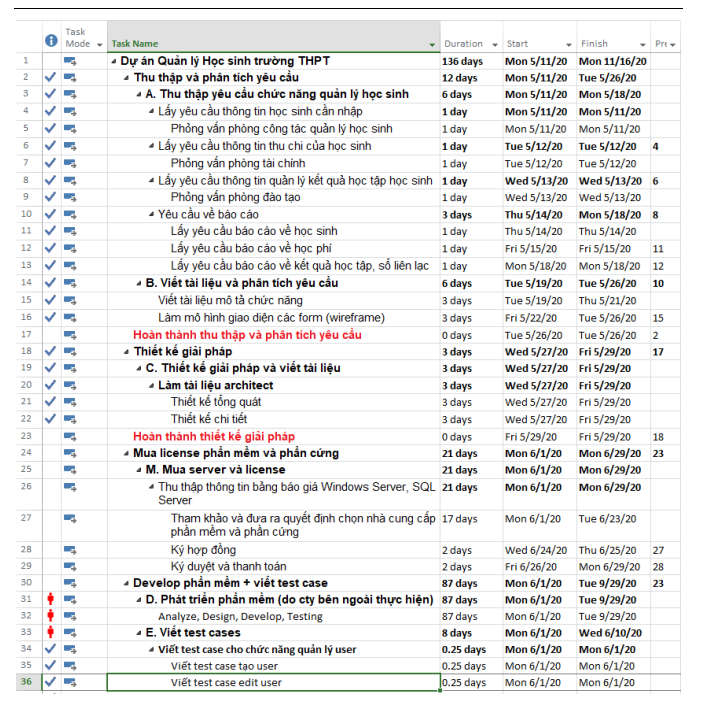 Task Mode Task Name Duration Start Finish Pre
1 Dự án Quản lý Học sinh trường THPT 136 days Mon 5/11/20 Mon 11/16/20
2 Thu thập và phân tích yêu cầu 12 days Mon 5/11/20 Tue 5/26/20
3 A. Thu thập yêu cầu chức năng quản lý học sinh 6 days Mon 5/11/20 Mon 5/18/20
4 Lấy yêu cầu thông tin học sinh cần nhập 1 day Mon 5/11/20 Mon 5/11/20
5 Phỏng vấn phòng công tác quản lý học sinh 1 day Mon 5/11/20 Mon 5/11/20
6 Lấy yêu cầu thông tin thu chi của học sinh 1 day Tue 5/12/20 Tue 5/12/20 4
7 Phỏng vấn phòng tài chính 1 day Tue 5/12/20 Tue 5/12/20
8 Lấy yêu cầu thông tin quản lý kết quả học tập học sinh 1 day Wed 5/13/20 Wed 5/13/20 6
9 Phỏng vấn phòng đào tạo 1 day Wed 5/13/20 Wed 5/13/20
10 Yêu cầu về báo cáo 3 days Thu 5/14/20 Mon 5/18/20 8
11 Lấy yêu cầu báo cáo về học sinh 1 day Thu 5/14/20 Thu 5/14/20
12 Lấy yêu cầu báo cáo về học phí 1 day Fri 5/15/20 Fri 5/15/20 11
13 Lấy yêu cầu báo cáo về kết quả học tập, sổ liên lạc 1 day Mon 5/18/20 Mon 5/18/20 12
14 B. Viết tài liệu và phân tích yêu cầu 6 days Tue 5/19/20 Tue 5/26/20 10
15 Viết tài liệu mô tả chức năng 3 days Tue 5/19/20 Thu 5/21/20
16 Làm mô hình giao diện các form (wireframe) 3 days Fri 5/22/20 Tue 5/26/20 15
17 Hoàn thành thu thập và phân tích yêu cầu 0 days Tue 5/26/20 Tue 5/26/20 2
18 Thiết kế giải pháp 3 days Wed 5/27/20 Fri 5/29/20 17
19 C. Thiết kế giải pháp và viết tài liệu 3 days Wed 5/27/20 Fri 5/29/20
20 Làm tài liệu architect 3 days Wed 5/27/20 Fri 5/29/20
21 Thiết kế tổng quát 3 days Wed 5/27/20 Fri 5/29/20
22 Thiết kế chi tiết 3 days Wed 5/27/20 Fri 5/29/20
23 Hoàn thành thiết kế giải pháp 0 days Fri 5/29/20 Fri 5/29/20 18
24 Mua license phần mềm và phần cứng 21 days Mon 6/1/20 Mon 6/29/20 23
25 M. Mua server và license 21 days Mon 6/1/20 Mon 6/29/20
26 Thu thập thông tin bảng báo giá Windows Server, SQL 21 days Mon 6/1/20 Mon 6/29/20
Server
27 Tham khảo và đưa ra quyết định chọn nhà cung cấp 17 days Mon 6/1/20 Tue 6/23/20
phần mềm và phần cứng
28 Ký hợp đồng 2 days Wed 6/24/20 Thu 6/25/20 27
29 Ký duyệt và thanh toán 2 days Fri 6/26/20 Mon 6/29/20 28
30 Develop phần mềm + viết test case 87 days Mon 6/1/20 Tue 9/29/20 23
31 D. Phát triển phần mềm (do cty bên ngoài thực hiện) 87 days Mon 6/1/20 Tue 9/29/20
32 Analyze, Design, Develop, Testing 87 days Mon 6/1/20 Tue 9/29/20
33 E. Viết test cases 8 days Mon 6/1/20 Wed 6/10/20
34 Viết test case cho chức năng quản lý user 0.25 days Mon 6/1/20 Mon 6/1/20
35 Viết test case tạo user 0.25 days Mon 6/1/20 Mon 6/1/20
36 Viết test case edit user 0.25 days Mon 6/1/20 Mon 6/1/20